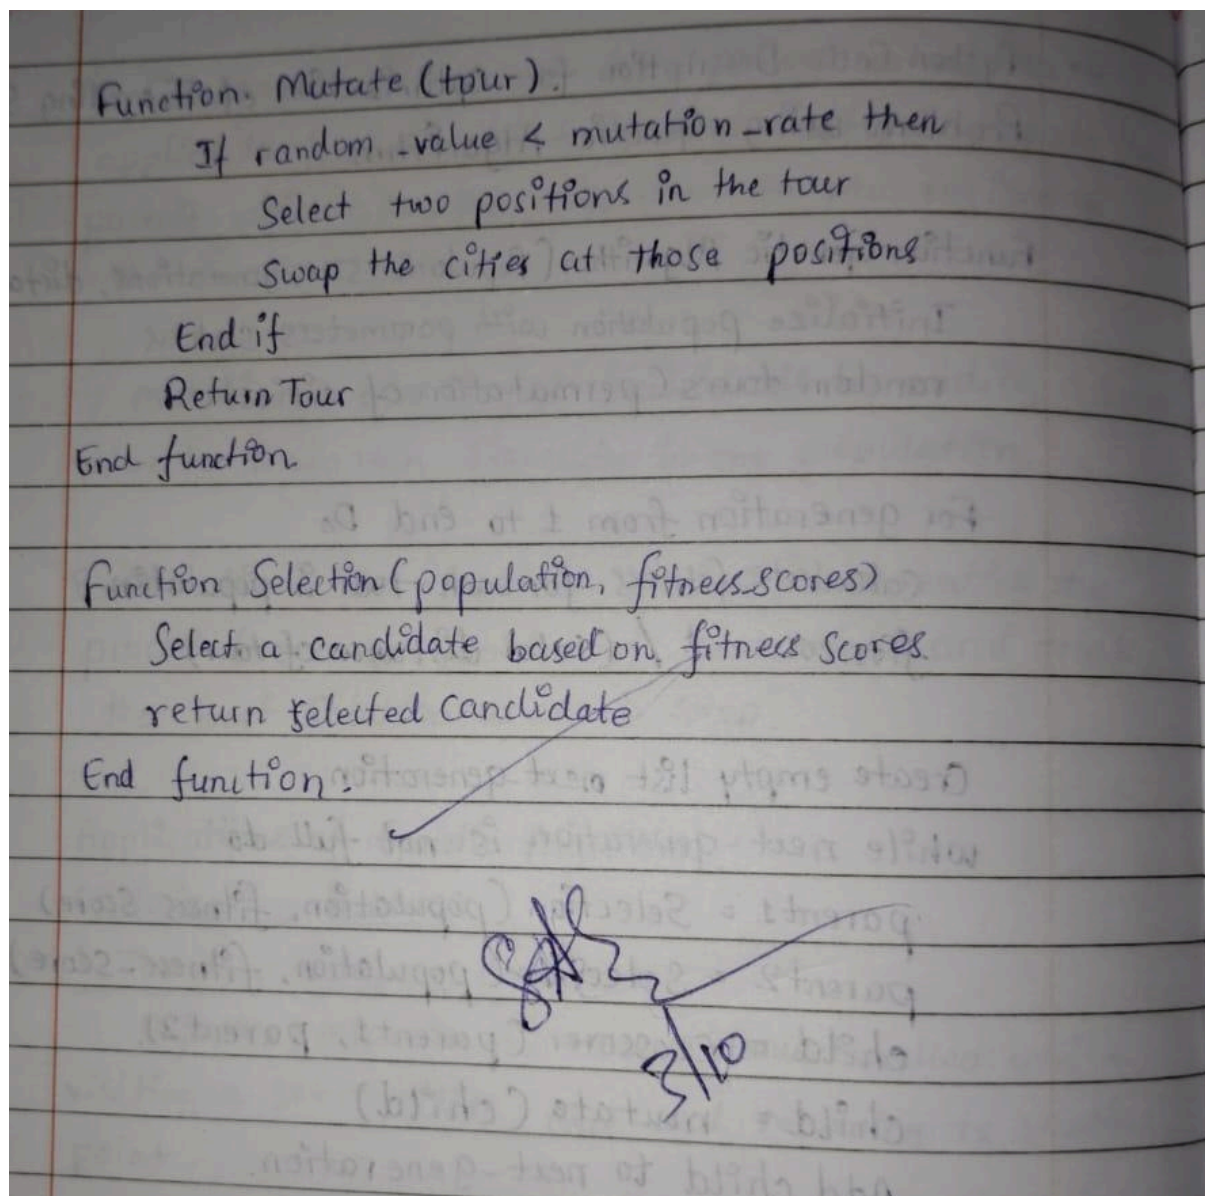 Function. Mutate (tour).
If random_value < mutation_rate then
Select two positions in the tour
Swap the cities at those positions
End if
Return Tour
End function.
Function Selection (population, fitness_scores)
Select a candidate based on fitness scores.
return selected candidate
End function.
3/10